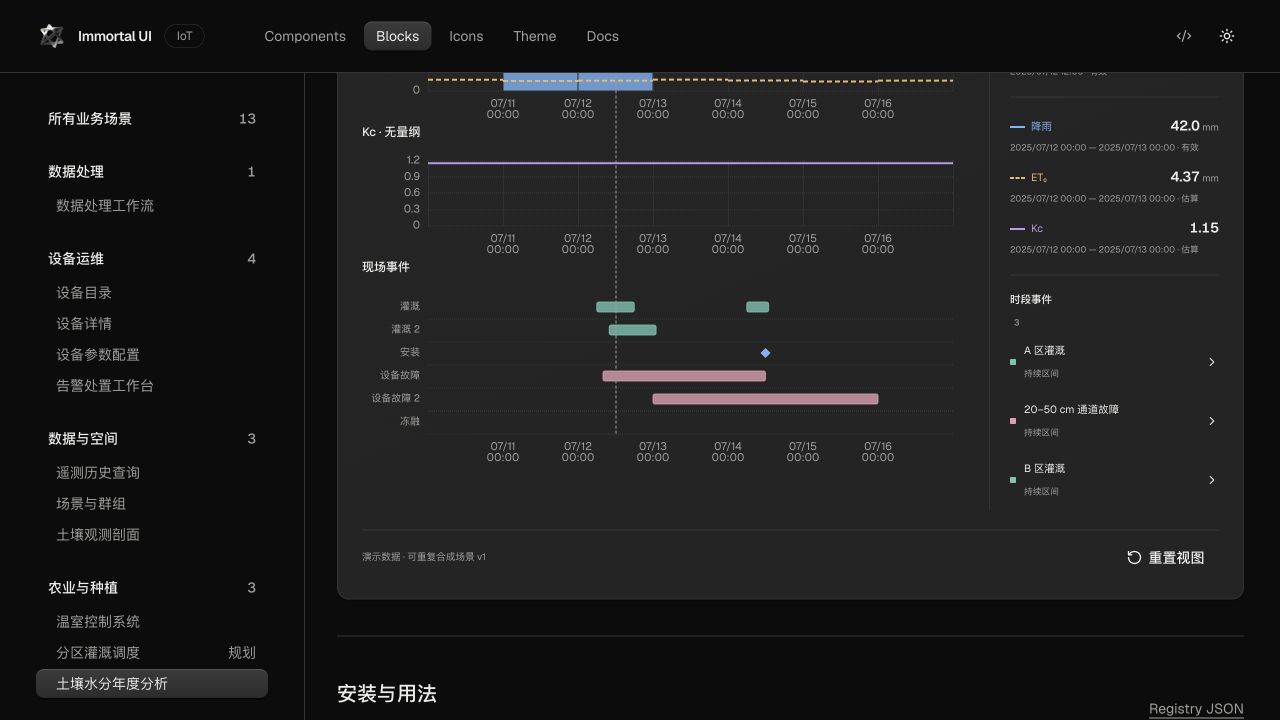 Immortal UI
IoT
Components
Blocks
Icons
Theme
Docs
所有业务场景 13
数据处理 1
数据处理工作流
设备运维 4
设备目录
设备详情
设备参数配置
告警处置工作台
数据与空间 3
遥测历史查询
场景与群组
土壤观测剖面
农业与种植 3
温室控制系统
分区灌溉调度 规划
土壤水分年度分析
0
07/11 07/12 07/13 07/14 07/15 07/16
00:00 00:00 00:00 00:00 00:00 00:00
Kc · 无量纲
1.2
0.9
0.6
0.3
0
07/11 07/12 07/13 07/14 07/15 07/16
00:00 00:00 00:00 00:00 00:00 00:00
现场事件
灌溉
灌溉 2
安装
设备故障
设备故障 2
冻融
07/11 07/12 07/13 07/14 07/15 07/16
00:00 00:00 00:00 00:00 00:00 00:00
降雨 42.0 mm
2025/07/12 00:00 — 2025/07/13 00:00 · 有效
ET₀ 4.37 mm
2025/07/12 00:00 — 2025/07/13 00:00 · 估算
Kc 1.15
2025/07/12 00:00 — 2025/07/13 00:00 · 估算
时段事件
3
A 区灌溉
持续区间
20–50 cm 通道故障
持续区间
B 区灌溉
持续区间
演示数据 · 可重复合成场景 v1
重置视图
安装与用法
Registry JSON